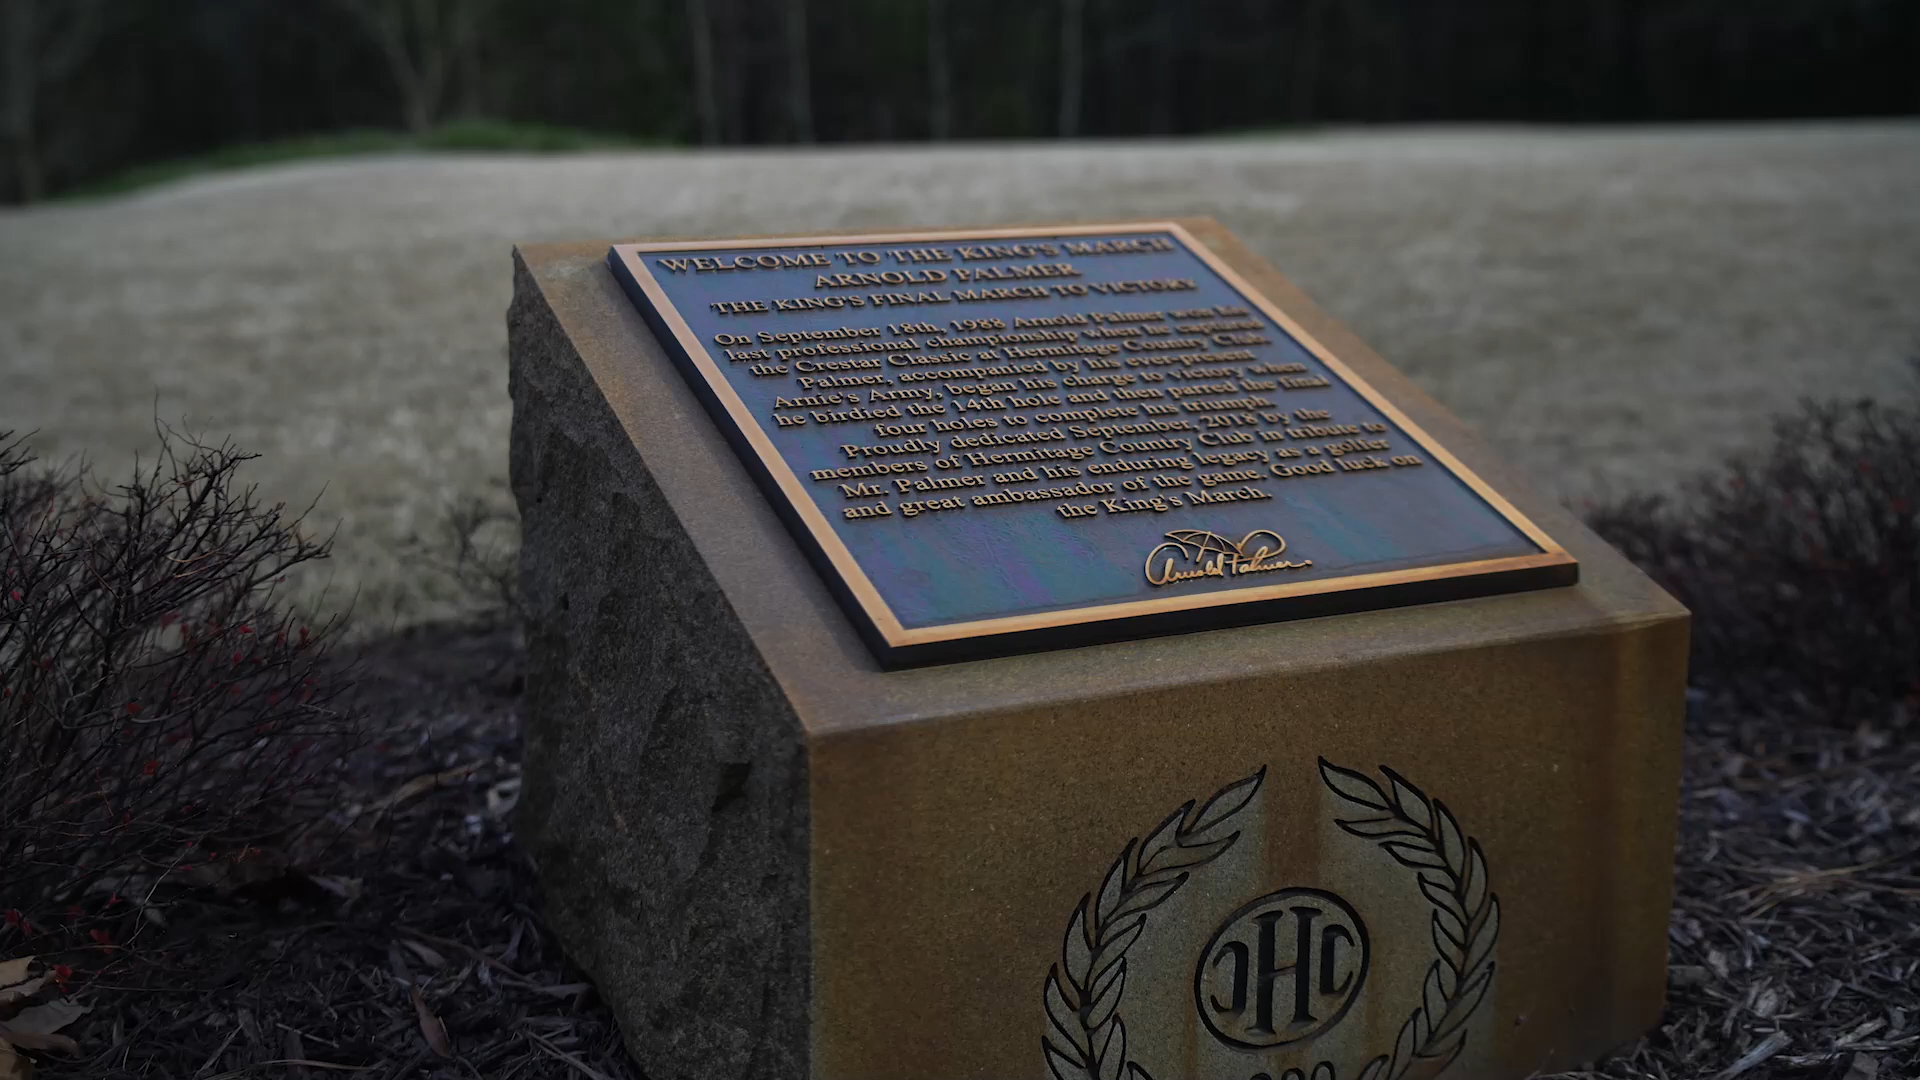 WELCOME TO THE KING'S MARCH
ARNOLD PALMER
THE KING'S FINAL MARCH TO VICTORY
On September 18th, 1988 Arnold Palmer won his
last professional championship when he captured
the Crestar Classic at Hermitage Country Club.
Palmer, accompanied by his ever-present
Arnie's Army, began his charge to victory when
he birdied the 14th hole and then parred the final
four holes to complete his triumph.
Proudly dedicated September, 2018 by the
members of Hermitage Country Club in tribute to
Mr. Palmer and his enduring legacy as a golfer
and great ambassador of the game. Good luck on
the King's March.
Arnold Palmer
CHC